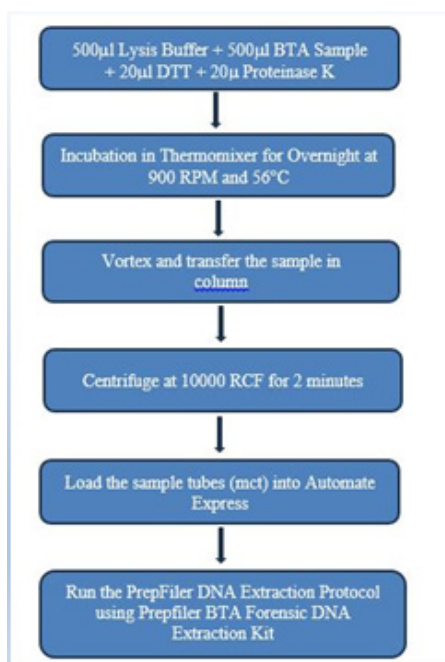 500µl Lysis Buffer + 500µl BTA Sample
+ 20µl DTT + 20µ Proteinase K
Incubation in Thermomixer for Overnight at
900 RPM and 56°C
Vortex and transfer the sample in
column
Centrifuge at 10000 RCF for 2 minutes
Load the sample tubes (mct) into Automate
Express
Run the PrepFiler DNA Extraction Protocol
using Prepfiler BTA Forensic DNA
Extraction Kit